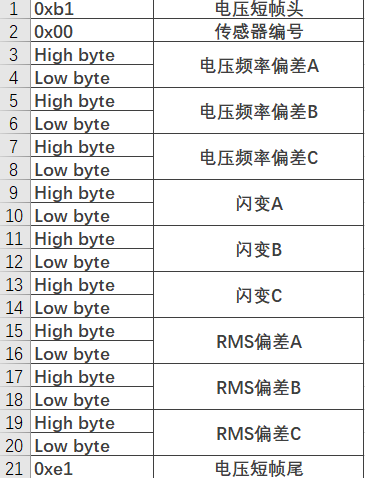 1 0xb1 电压短帧头
2 0x00 传感器编号
3 High byte 电压频率偏差A
4 Low byte
5 High byte 电压频率偏差B
6 Low byte
7 High byte 电压频率偏差C
8 Low byte
9 High byte 闪变A
10 Low byte
11 High byte 闪变B
12 Low byte
13 High byte 闪变C
14 Low byte
15 High byte RMS偏差A
16 Low byte
17 High byte RMS偏差B
18 Low byte
19 High byte RMS偏差C
20 Low byte
21 0xe1 电压短帧尾